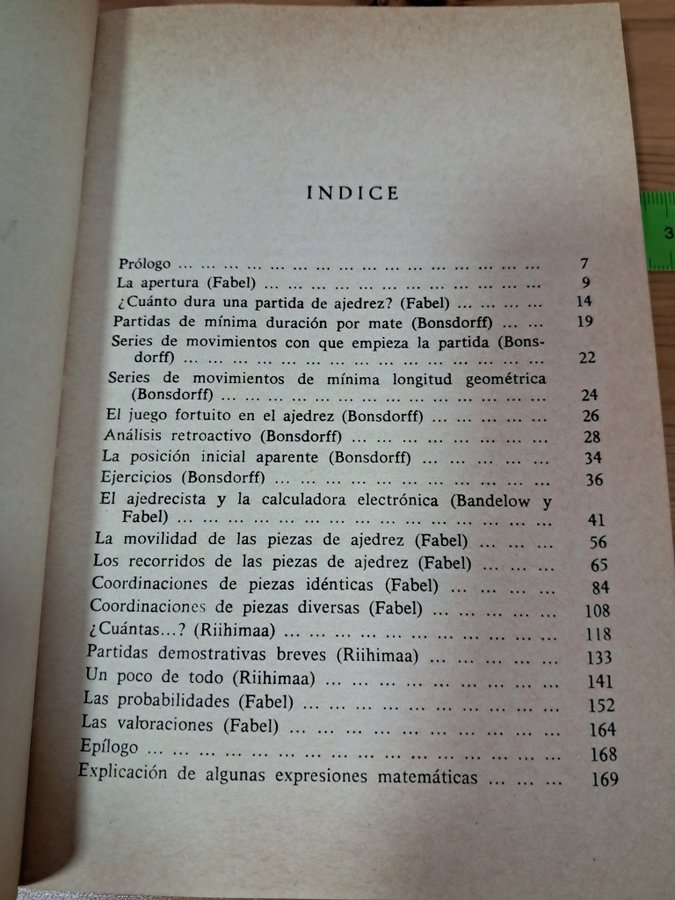 INDICE
Prólogo ... ... ... ... ... ... ... ... ... ... ... ... ... ... ... 7
La apertura (Fabel) ... ... ... ... ... ... ... ... ... ... ... 9
¿Cuánto dura una partida de ajedrez? (Fabel) ... ... ... ... 14
Partidas de mínima duración por mate (Bonsdorff) ... ... 19
Series de movimientos con que empieza la partida (Bons-
dorff) ... ... ... ... ... ... ... ... ... ... ... ... ... ... ... 22
Series de movimientos de mínima longitud geométrica
(Bonsdorff) ... ... ... ... ... ... ... ... ... ... ... ... ... 24
El juego fortuito en el ajedrez (Bonsdorff) ... ... ... ... ... 26
Análisis retroactivo (Bonsdorff) ... ... ... ... ... ... ... ... 28
La posición inicial aparente (Bonsdorff) ... ... ... ... ... 34
Ejercicios (Bonsdorff) ... ... ... ... ... ... ... ... ... ... ... 36
El ajedrecista y la calculadora electrónica (Bandelow y
Fabel) ... ... ... ... ... ... ... ... ... ... ... ... ... ... ... 41
La movilidad de las piezas de ajedrez (Fabel) ... ... ... 56
Los recorridos de las piezas de ajedrez (Fabel) ... ... ... 65
Coordinaciones de piezas idénticas (Fabel) ... ... ... ... 84
Coordinaciones de piezas diversas (Fabel) ... ... ... ... ... 108
¿Cuántas...? (Riihimaa) ... ... ... ... ... ... ... ... ... ... 118
Partidas demostrativas breves (Riihimaa) ... ... ... ... ... 133
Un poco de todo (Riihimaa) ... ... ... ... ... ... ... ... ... 141
Las probabilidades (Fabel) ... ... ... ... ... ... ... ... ... 152
Las valoraciones (Fabel) ... ... ... ... ... ... ... ... ... ... 164
Epílogo ... ... ... ... ... ... ... ... ... ... ... ... ... ... ... 168
Explicación de algunas expresiones matemáticas ... ... ... 169
3